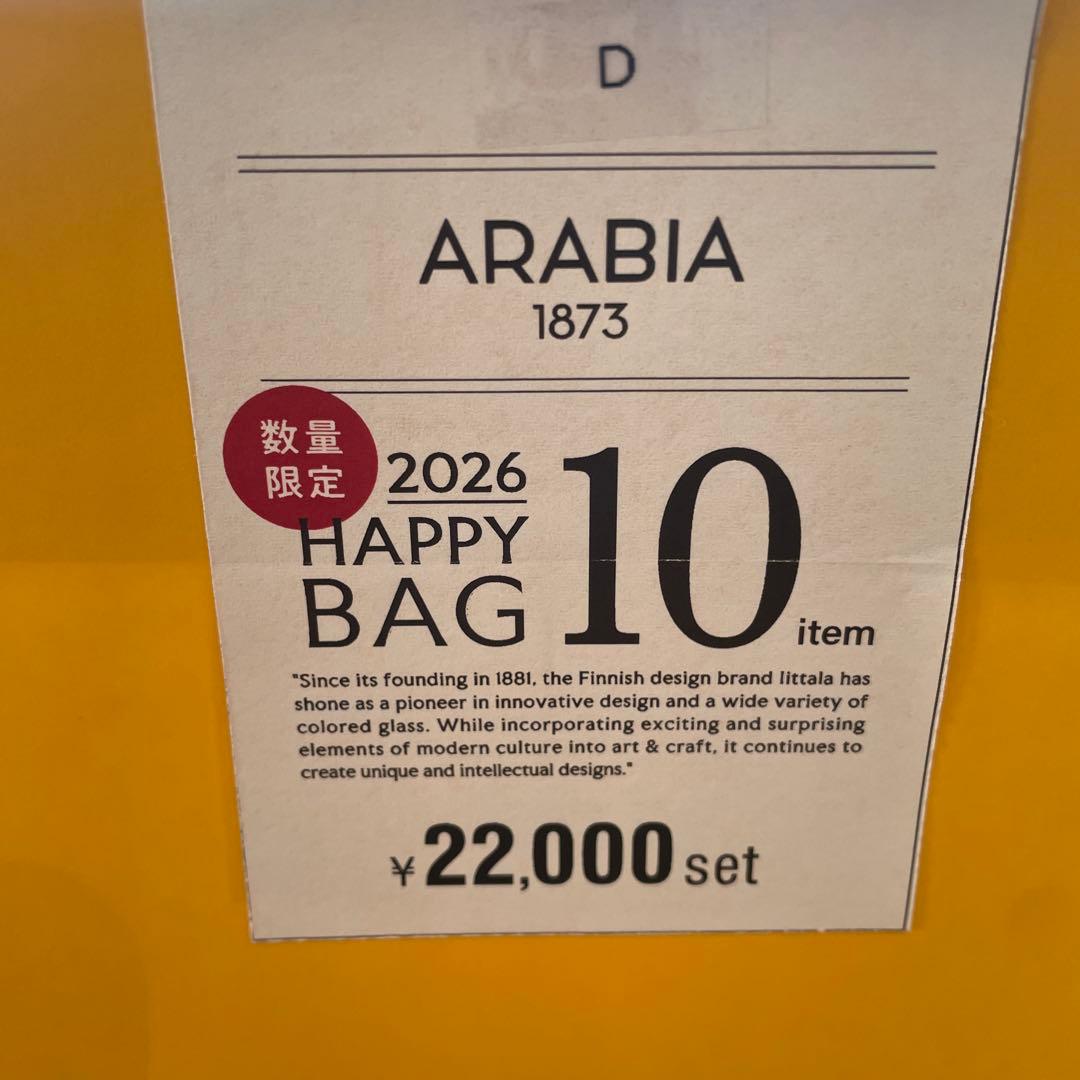 D
ARABIA
1873
数量
限定
2026
HAPPY
BAG
10
item
"Since its founding in 1881, the Finnish design brand Iittala has
shone as a pioneer in innovative design and a wide variety of
colored glass. While incorporating exciting and surprising
elements of modern culture into art & craft, it continues to
create unique and intellectual designs."
¥22,000 set